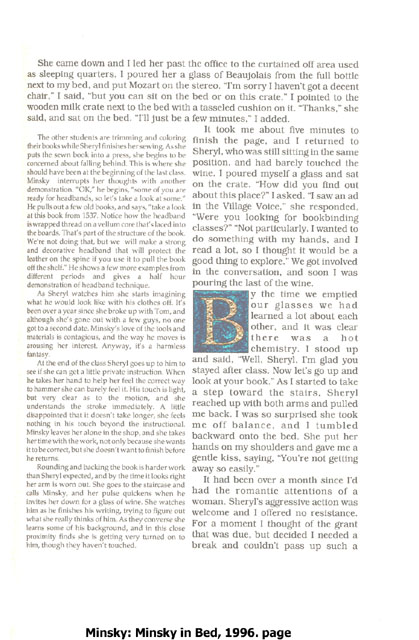 She came down and I led her past the office to the curtained off area used
as sleeping quarters. I poured her a glass of Beaujolais from the full bottle
next to my bed, and put Mozart on the stereo. "I'm sorry I haven't got a decent
chair," I said, "but you can sit on the bed or on this crate." I pointed to the
wooden milk crate next to the bed with a tasseled cushion on it. "Thanks," she
said, and sat on the bed. "I'll just be a few minutes," I added.
The other students are trimming and coloring
their books while Sheryl finishes her sewing. As she
puts the sewn book into a press, she begins to be
concerned about falling behind. This is where she
should have been at the beginning of the last class.
Minsky interrupts her thoughts with another
demonstration. "OK," he begins, "some of you are
ready for headbands, so let's take a look at some."
He pulls out a few old books, and says, "take a look
at this book from 1537. Notice how the headband
is wrapped thread on a vellum core that's laced into
the boards. That's part of the structure of the book.
We're not doing that, but we will make a strong
and decorative headband that will protect the
leather on the spine if you use it to pull the book
off the shelf." He shows a few more examples from
different periods and gives a half hour
demonstration of headband technique.
As Sheryl watches him she starts imagining
what he would look like with his clothes off. It's
been over a year since she broke up with Tom, and
although she's gone out with a few guys, no one
got to a second date. Minsky's love of the tools and
materials is contagious, and the way he moves is
arousing her interest. Anyway, it's a harmless
fantasy.
At the end of the class Sheryl goes up to him to
see if she can get a little private instruction. When
he takes her hand to help her feel the correct way
to hammer she can barely feel it. His touch is light,
but very clear as to the motion, and she
understands the stroke immediately. A little
disappointed that it doesn't take longer, she feels
nothing in his touch beyond the instructional.
Minsky leaves her alone in the shop, and she takes
her time with the work, not only because she wants
it to be correct, but she doesn't want to finish before
he returns.
Rounding and backing the book is harder work
than Sheryl expected, and by the time it looks right
her arm is worn out. She goes to the staircase and
calls Minsky, and her pulse quickens when he
invites her down for a glass of wine. She watches
him as he finishes his writing, trying to figure out
what she really thinks of him. As they converse she
learns some of his background, and in this close
proximity finds she is getting very turned on to
him, though they haven't touched.
It took me about five minutes to
finish the page, and I returned to
Sheryl, who was still sitting in the same
position, and had barely touched the
wine. I poured myself a glass and sat
on the crate. "How did you find out
about this place?" I asked. "I saw an ad
in the Village Voice," she responded.
"Were you looking for bookbinding
classes?" "Not particularly. I wanted to
do something with my hands, and I
read a lot, so I thought it would be a
good thing to explore." We got involved
in the conversation, and soon I was
pouring the last of the wine.
By the time we emptied
our glasses we had
learned a lot about each
other, and it was clear
there was a hot
chemistry. I stood up
and said, "Well, Sheryl, I'm glad you
stayed after class. Now let's go up and
look at your book." As I started to take
a step toward the stairs, Sheryl
reached up with both arms and pulled
me back. I was so surprised she took
me off balance, and I tumbled
backward onto the bed. She put her
hands on my shoulders and gave me a
gentle kiss, saying, "You're not getting
away so easily."
It had been over a month since I'd
had the romantic attentions of a
woman. Sheryl's aggressive action was
welcome and I offered no resistance.
For a moment I thought of the grant
that was due, but decided I needed a
break and couldn't pass up such a
Minsky: Minsky in Bed, 1996. page